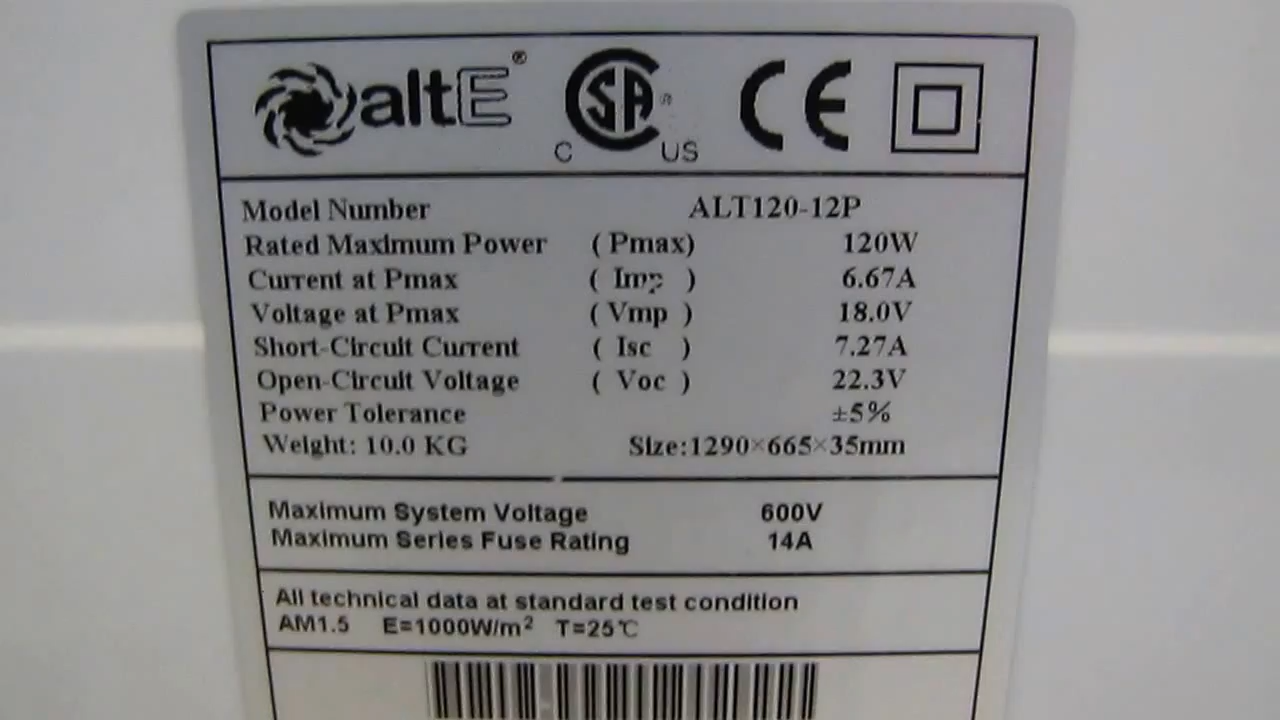 altE®
CSA® C US CE
Model Number ALT120-12P
Rated Maximum Power (Pmax) 120W
Current at Pmax ( Imp ) 6.67A
Voltage at Pmax ( Vmp ) 18.0V
Short-Circuit Current ( Isc ) 7.27A
Open-Circuit Voltage ( Voc ) 22.3V
Power Tolerance ±5%
Weight: 10.0 KG Size:1290×665×35mm
Maximum System Voltage 600V
Maximum Series Fuse Rating 14A
All technical data at standard test condition
AM1.5 E=1000W/m² T=25℃